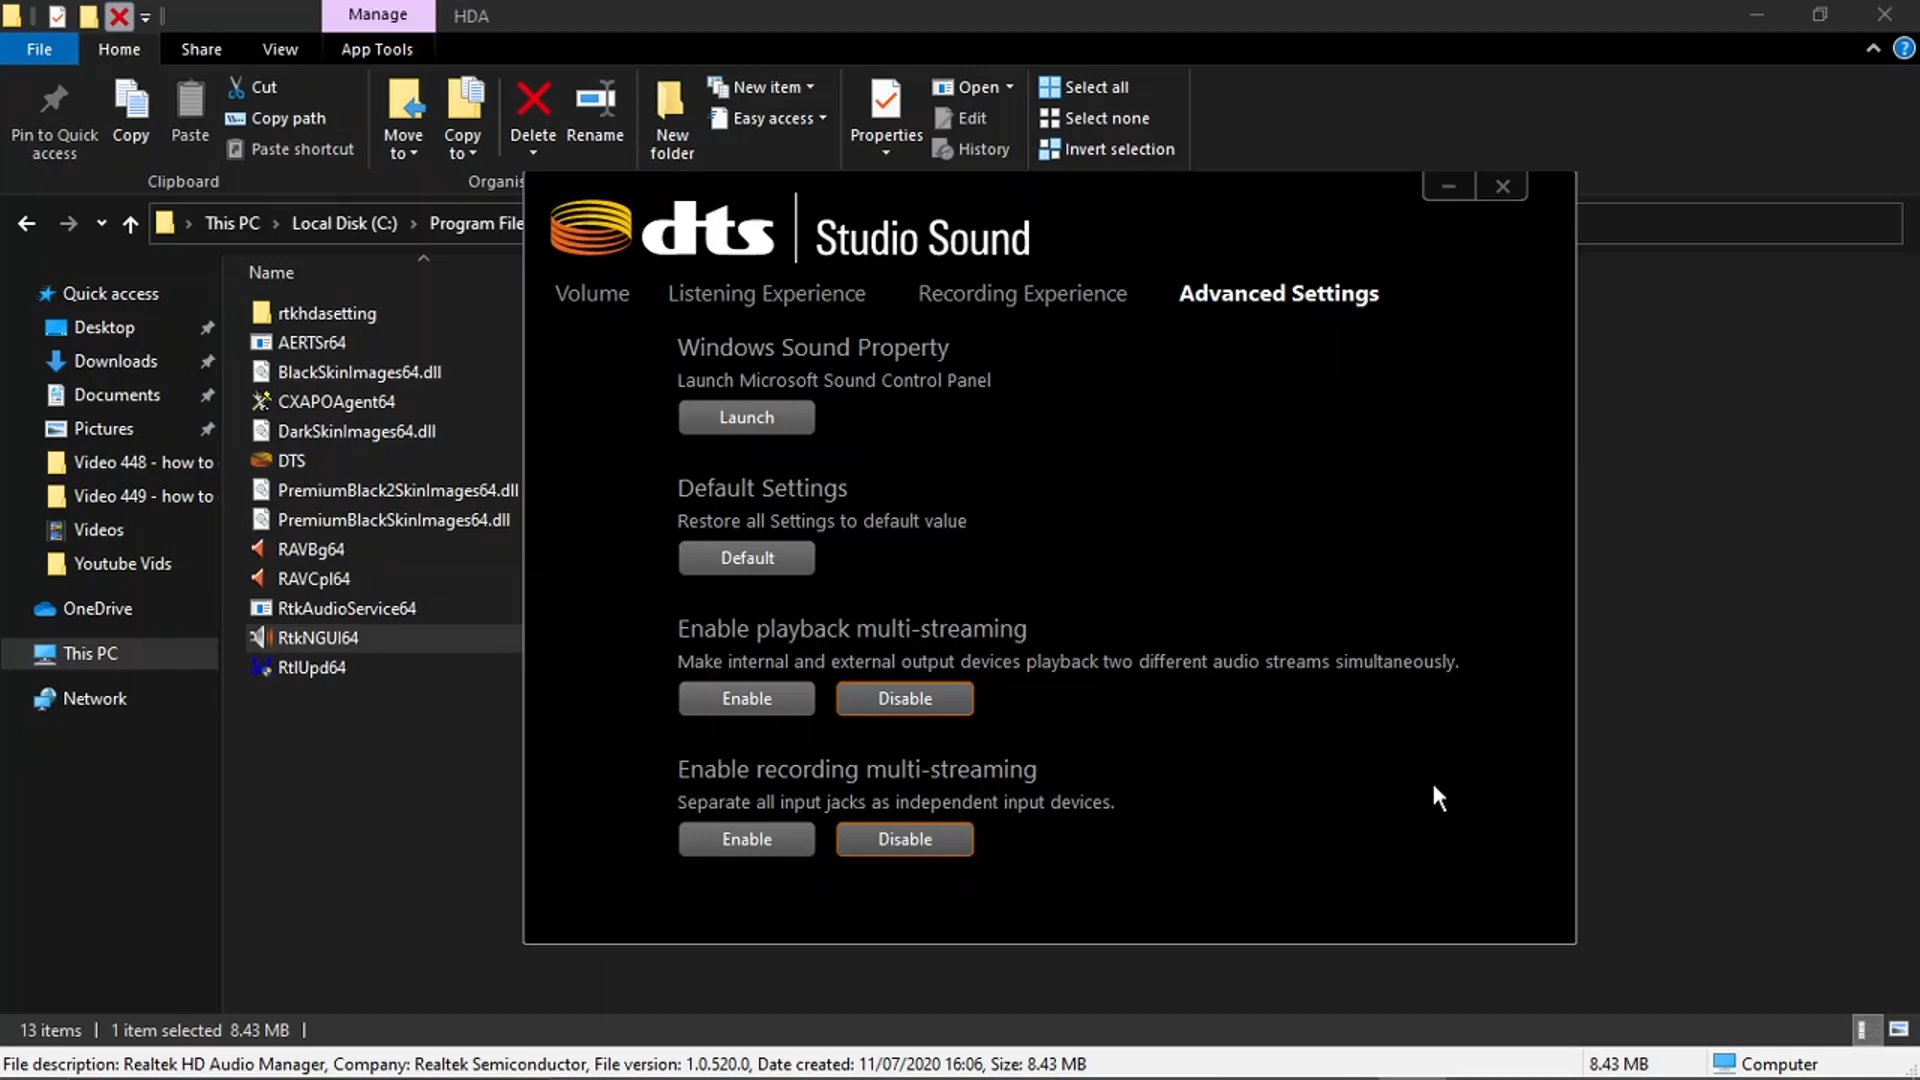 Manage
HDA
File
Home
Share
View
App Tools
Pin to Quick access
Copy
Paste
Cut
Copy path
Paste shortcut
Clipboard
Move to
Copy to
Delete
Rename
Organis
New folder
New item
Easy access
Properties
Open
Edit
History
Select all
Select none
Invert selection
This PC
Local Disk (C:)
Program File
Name
Quick access
Desktop
Downloads
Documents
Pictures
Video 448 - how to
Video 449 - how to
Videos
Youtube Vids
OneDrive
This PC
Network
rtkhdasetting
AERTSr64
BlackSkinImages64.dll
CXAPOAgent64
DarkSkinImages64.dll
DTS
PremiumBlack2SkinImages64.dll
PremiumBlackSkinImages64.dll
RAVBg64
RAVCpl64
RtkAudioService64
RtkNGUI64
RtlUpd64
dts Studio Sound
Volume
Listening Experience
Recording Experience
Advanced Settings
Windows Sound Property
Launch Microsoft Sound Control Panel
Launch
Default Settings
Restore all Settings to default value
Default
Enable playback multi-streaming
Make internal and external output devices playback two different audio streams simultaneously.
Enable
Disable
Enable recording multi-streaming
Separate all input jacks as independent input devices.
Enable
Disable
13 items
1 item selected 8.43 MB
File description: Realtek HD Audio Manager, Company: Realtek Semiconductor, File version: 1.0.520.0, Date created: 11/07/2020 16:06, Size: 8.43 MB
8.43 MB
Computer